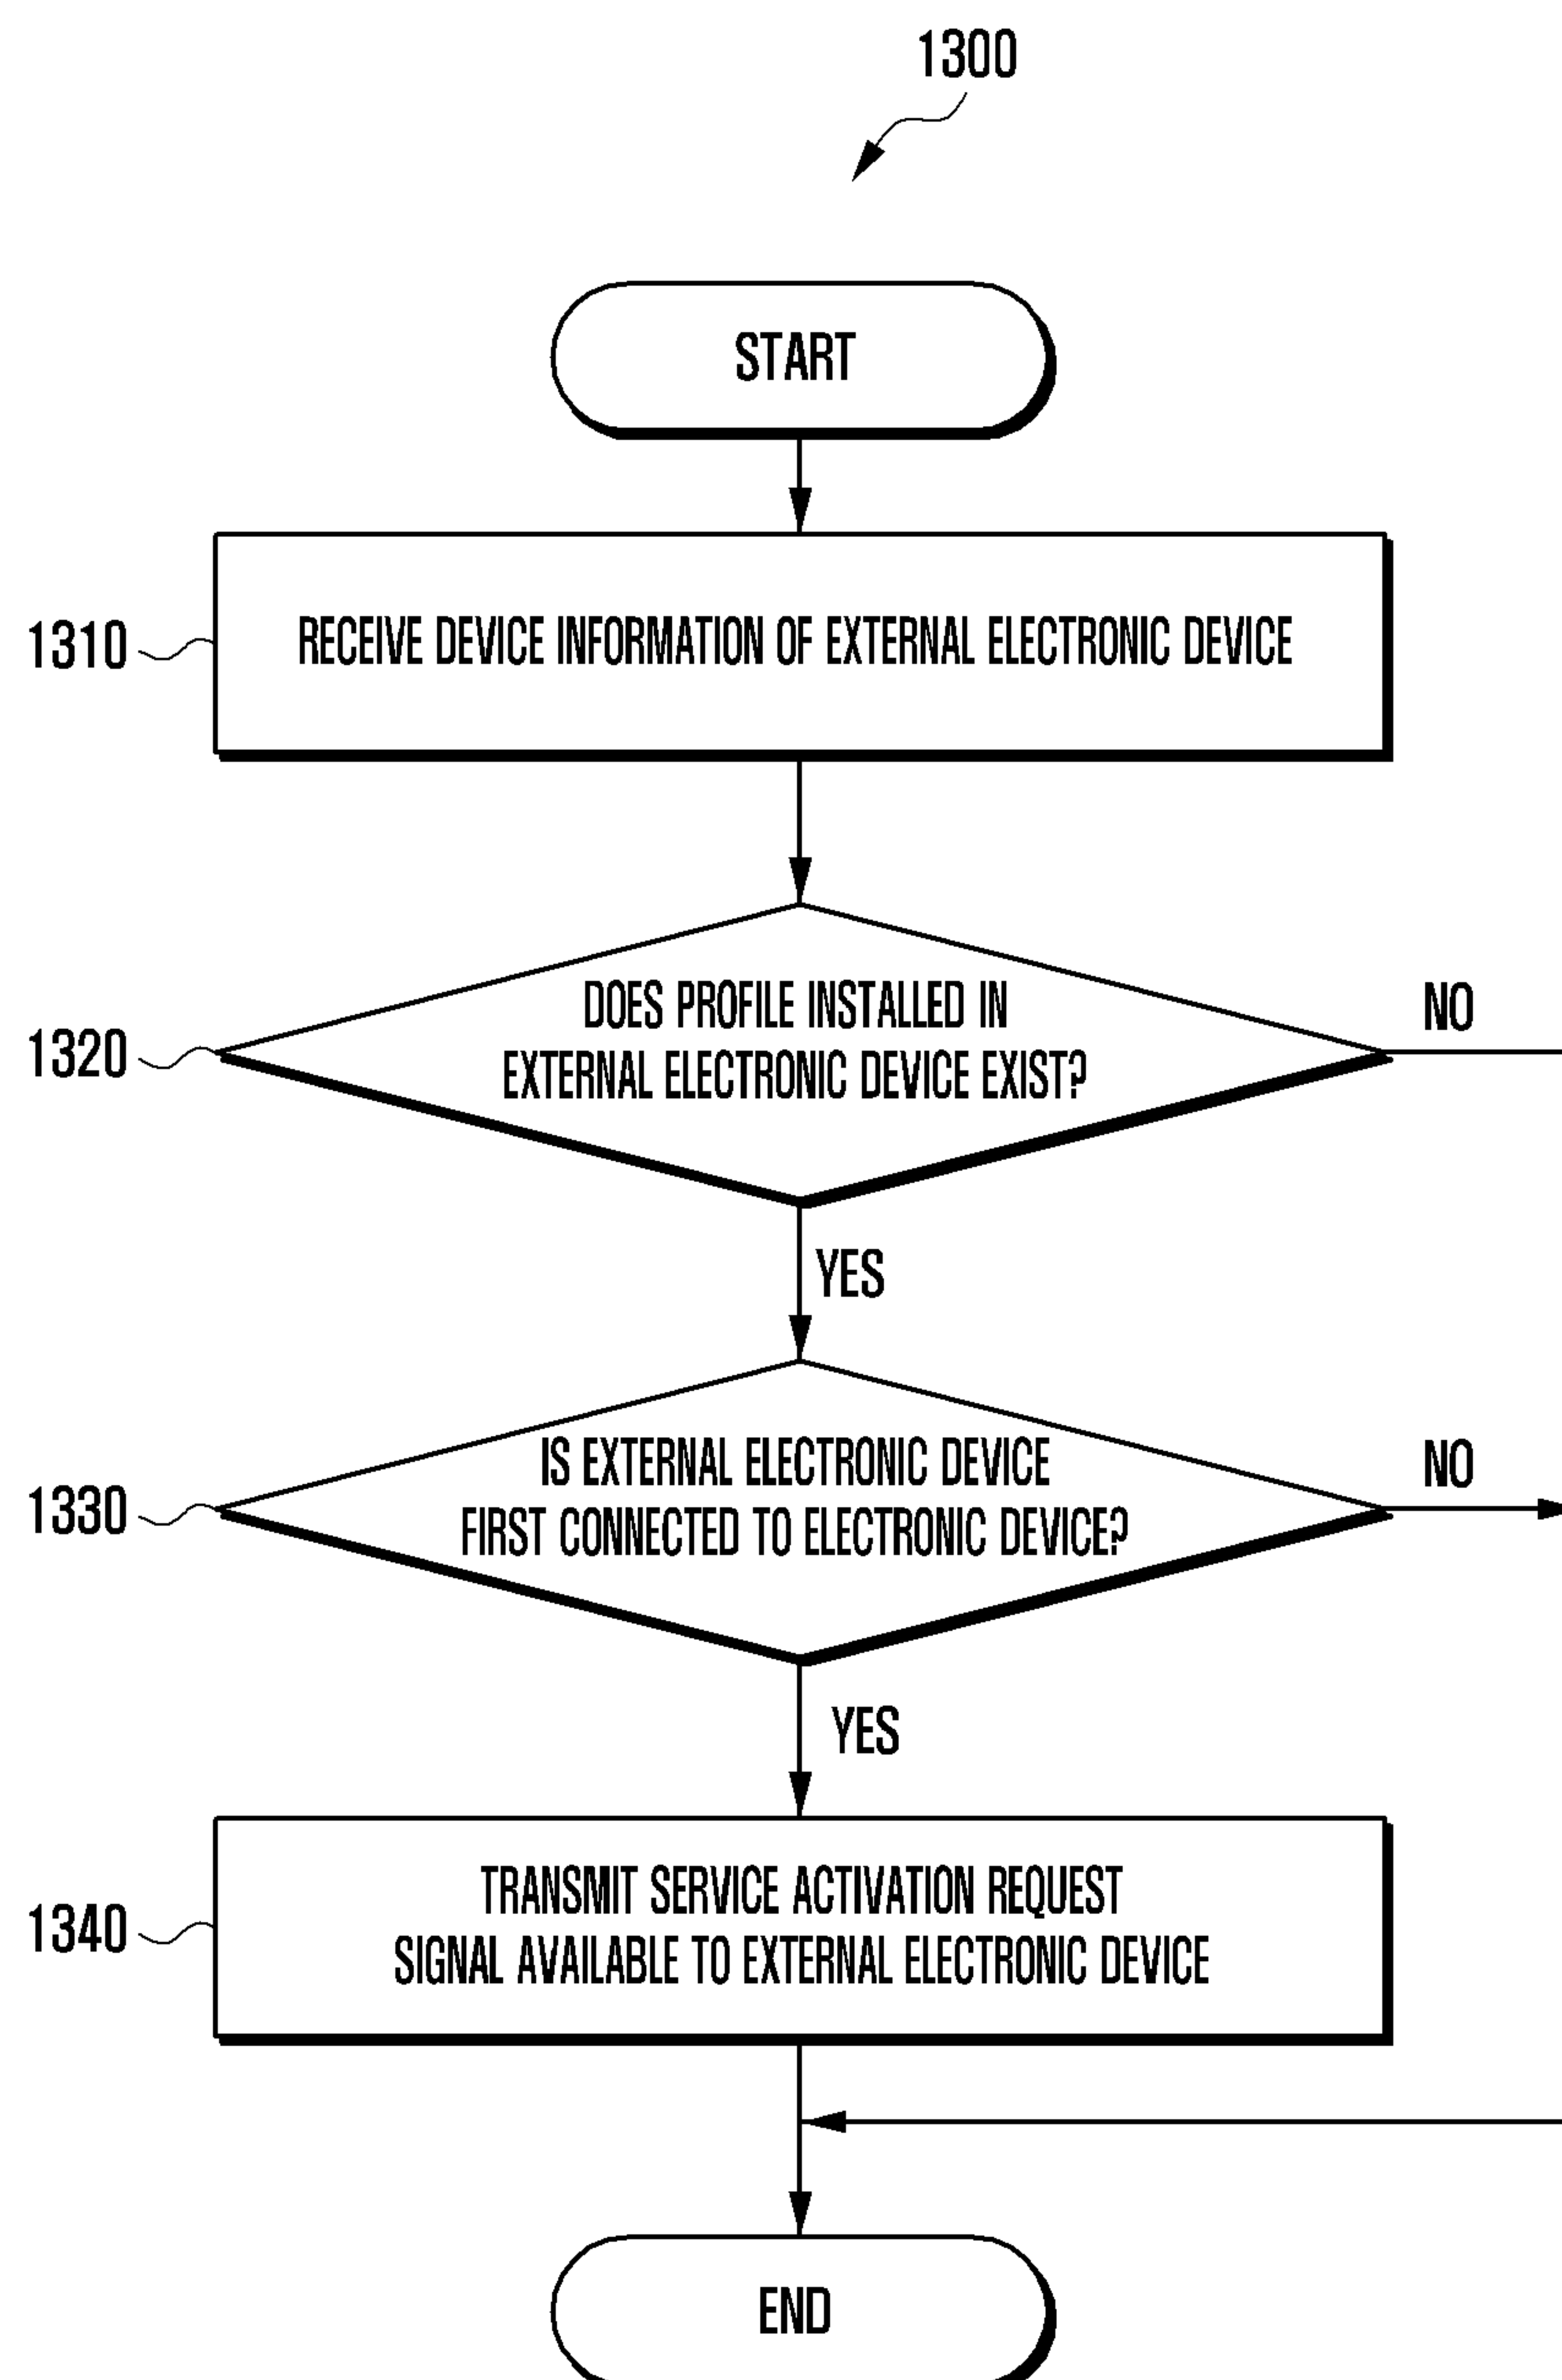 1300
START
1310
RECEIVE DEVICE INFORMATION OF EXTERNAL ELECTRONIC DEVICE
1320
DOES PROFILE INSTALLED IN
EXTERNAL ELECTRONIC DEVICE EXIST?
NO
YES
1330
IS EXTERNAL ELECTRONIC DEVICE
FIRST CONNECTED TO ELECTRONIC DEVICE?
NO
YES
1340
TRANSMIT SERVICE ACTIVATION REQUEST
SIGNAL AVAILABLE TO EXTERNAL ELECTRONIC DEVICE
END